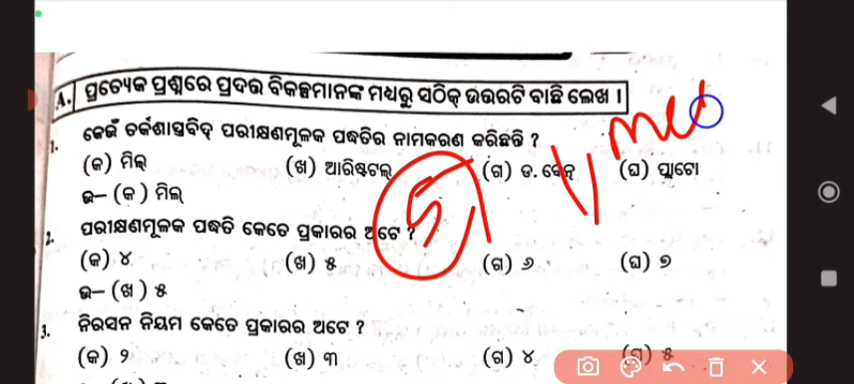 A. ପ୍ରତ୍ୟେକ ପ୍ରଶ୍ନରେ ପ୍ରଦତ୍ତ ବିକଳ୍ପମାନଙ୍କ ମଧ୍ୟରୁ ସଠିକ୍ ଉତ୍ତରଟି ବାଛି ଲେଖ ।
1. କେଉଁ ତର୍କଶାସ୍ତ୍ରବିଦ୍ ପରୀକ୍ଷଣମୂଳକ ପଦ୍ଧତିର ନାମକରଣ କରିଛନ୍ତି ?
(କ) ମିଲ୍ (ଖ) ଆରିଷ୍ଟଟଲ୍ (ଗ) ଡ. ବେନ୍ (ଘ) ପ୍ଲାଟୋ
ଉ– (କ) ମିଲ୍
2. ପରୀକ୍ଷଣମୂଳକ ପଦ୍ଧତି କେତେ ପ୍ରକାରର ଅଟେ ?
(କ) ୪ (ଖ) ୫ (ଗ) ୬ (ଘ) ୭
ଉ– (ଖ) ୫
3. ନିରସନ ନିୟମ କେତେ ପ୍ରକାରର ଅଟେ ?
(କ) ୨ (ଖ) ୩ (ଗ) ୪ (ଘ) ୫
5